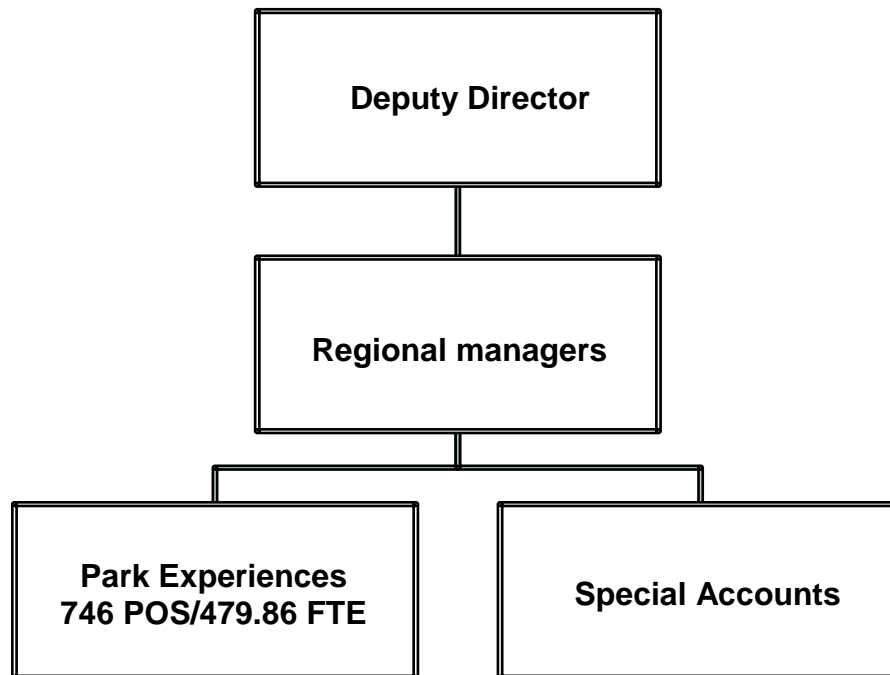 Deputy Director
Regional managers
Park Experiences
746 POS/479.86 FTE
Special Accounts